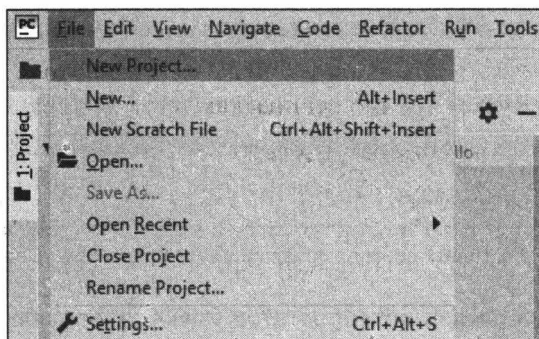 PC File Edit View Navigate Code Refactor Run Tools
New Project...
New... Alt+Insert
New Scratch File Ctrl+Alt+Shift+Insert
1: Project
llo
Open...
Save As...
Open Recent
Close Project
Rename Project...
Settings... Ctrl+Alt+S